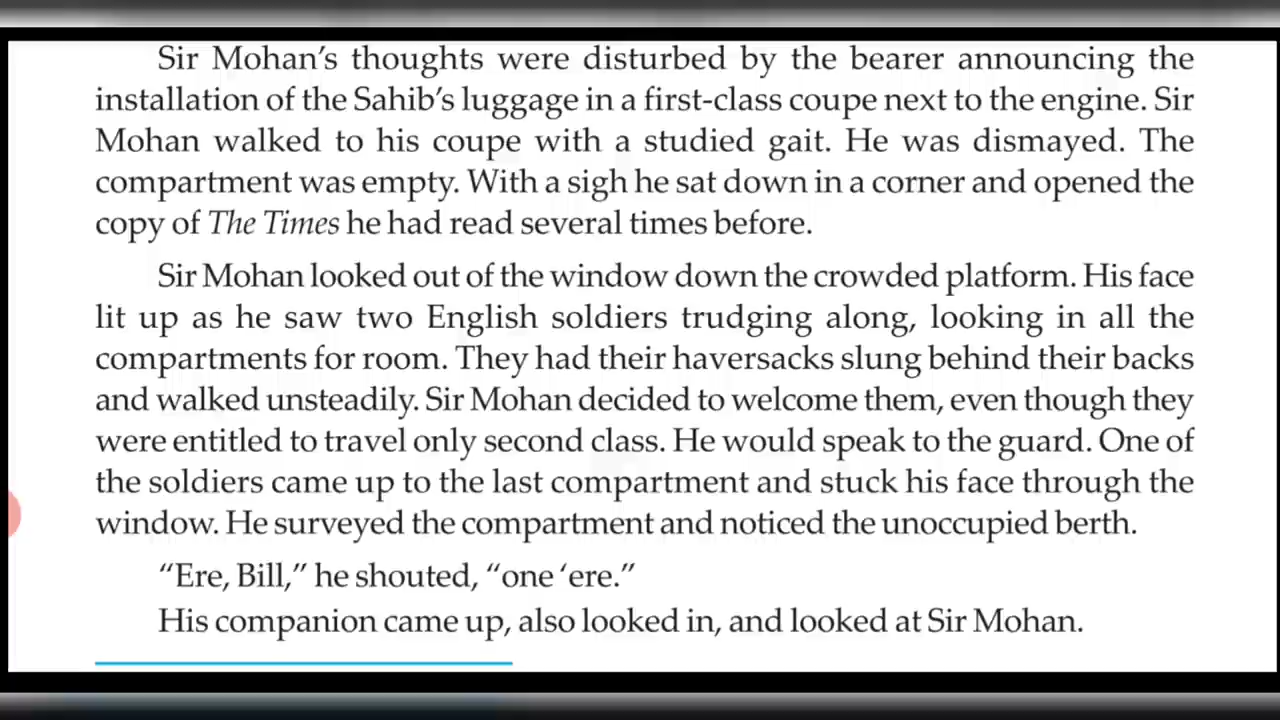 Sir Mohan’s thoughts were disturbed by the bearer announcing the
installation of the Sahib’s luggage in a first-class coupe next to the engine. Sir
Mohan walked to his coupe with a studied gait. He was dismayed. The
compartment was empty. With a sigh he sat down in a corner and opened the
copy of The Times he had read several times before.
Sir Mohan looked out of the window down the crowded platform. His face
lit up as he saw two English soldiers trudging along, looking in all the
compartments for room. They had their haversacks slung behind their backs
and walked unsteadily. Sir Mohan decided to welcome them, even though they
were entitled to travel only second class. He would speak to the guard. One of
the soldiers came up to the last compartment and stuck his face through the
window. He surveyed the compartment and noticed the unoccupied berth.
“Ere, Bill,” he shouted, “one ‘ere.”
His companion came up, also looked in, and looked at Sir Mohan.